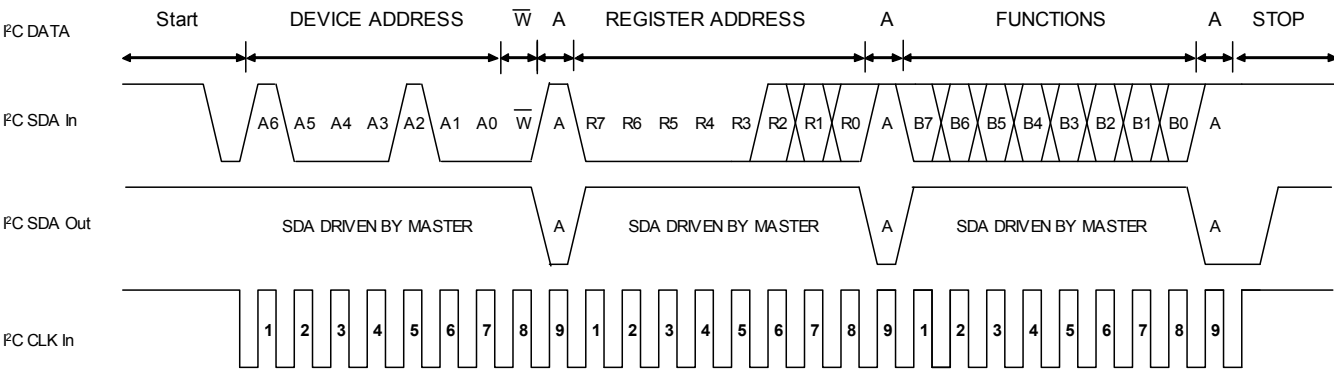 Start DEVICE ADDRESS W̅ A REGISTER ADDRESS A FUNCTIONS A STOP
I²C DATA
I²C SDA In A6 A5 A4 A3 A2 A1 A0 W̅ A R7 R6 R5 R4 R3 R2 R1 R0 A B7 B6 B5 B4 B3 B2 B1 B0 A
I²C SDA Out SDA DRIVEN BY MASTER A SDA DRIVEN BY MASTER A SDA DRIVEN BY MASTER A
I²C CLK In 1 2 3 4 5 6 7 8 9 1 2 3 4 5 6 7 8 9 1 2 3 4 5 6 7 8 9